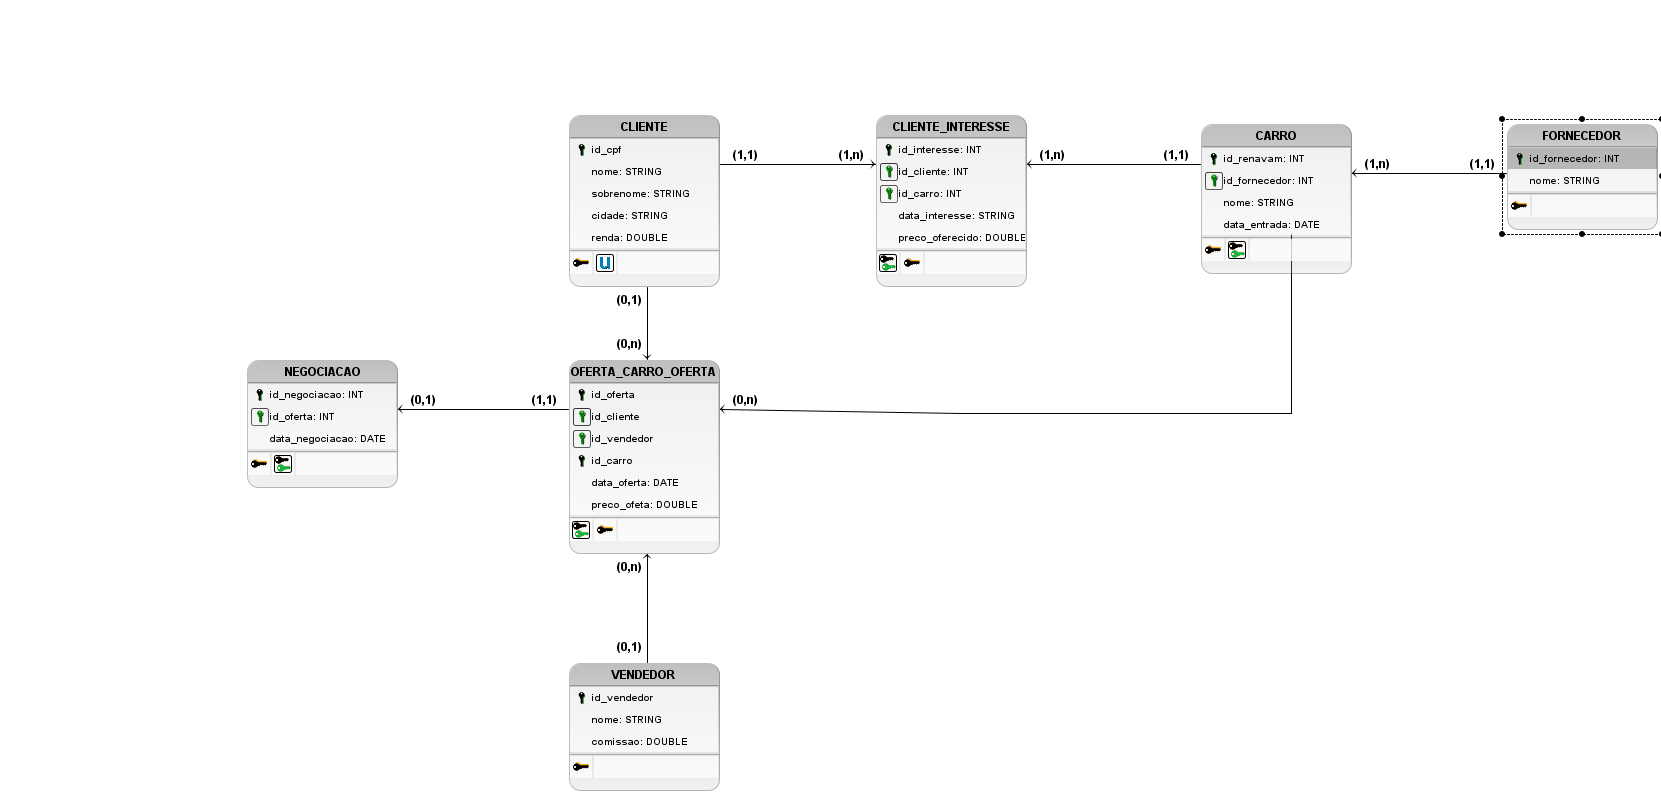 CLIENTE
id_cpf
nome: STRING
sobrenome: STRING
cidade: STRING
renda: DOUBLE
(1,1)
(1,n)
CLIENTE_INTERESSE
id_interesse: INT
id_cliente: INT
id_carro: INT
data_interesse: STRING
preco_oferecido: DOUBLE
(1,n)
(1,1)
CARRO
id_renavam: INT
id_fornecedor: INT
nome: STRING
data_entrada: DATE
(1,n)
(1,1)
FORNECEDOR
id_fornecedor: INT
nome: STRING
(0,1)
(0,n)
NEGOCIACAO
id_negociacao: INT
id_oferta: INT
data_negociacao: DATE
(0,1)
(1,1)
OFERTA_CARRO_OFERTA
id_oferta
id_cliente
id_vendedor
id_carro
data_oferta: DATE
preco_ofeta: DOUBLE
(0,n)
(0,n)
(0,1)
VENDEDOR
id_vendedor
nome: STRING
comissao: DOUBLE